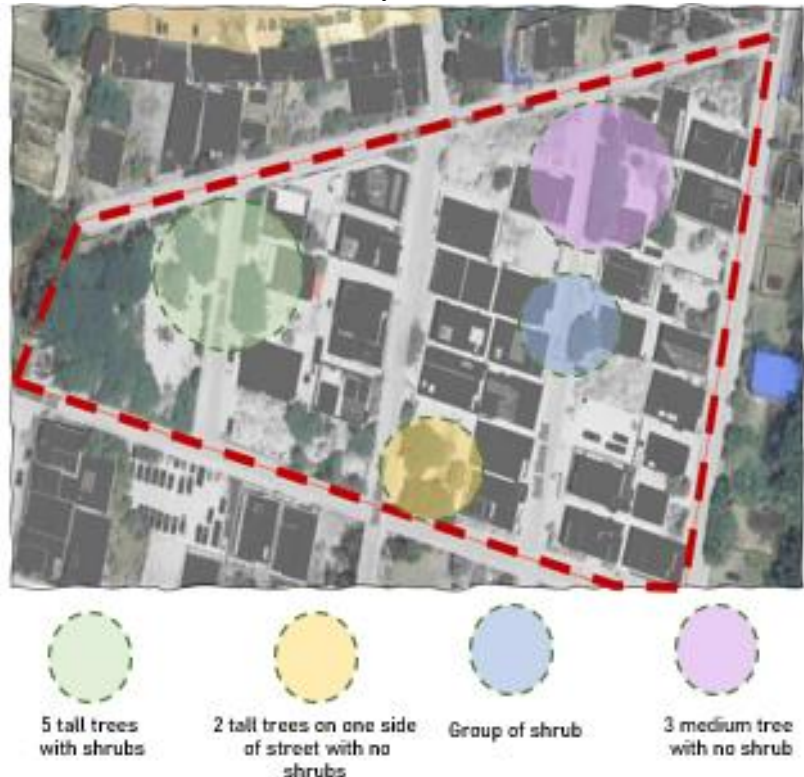 5 tall trees
with shrubs
2 tall trees on one side
of street with no
shrubs
Group of shrub
3 medium tree
with no shrub